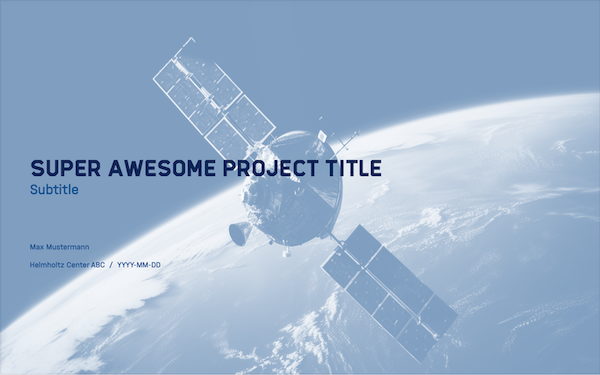 SUPER AWESOME PROJECT TITLE
Subtitle
Max Mustermann
Helmholtz Center ABC / YYYY-MM-DD